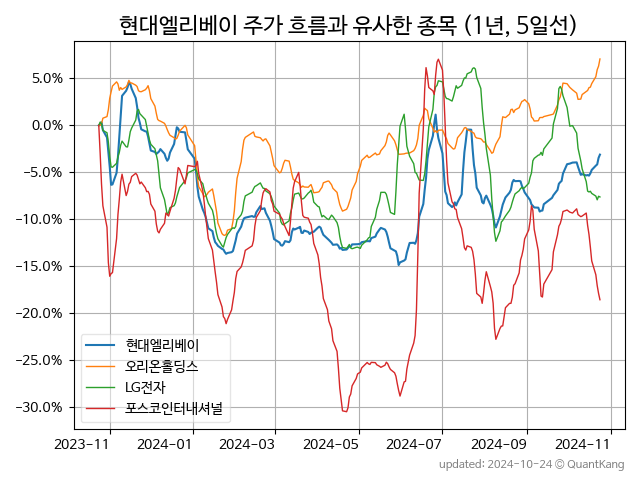 현대엘리베이 주가 흐름과 유사한 종목 (1년, 5일선)
5.0%
0.0%
−5.0%
−10.0%
−15.0%
−20.0%
−25.0%
−30.0%
현대엘리베이
오리온홀딩스
LG전자
포스코인터내셔널
2023-11 2024-01 2024-03 2024-05 2024-07 2024-09 2024-11
updated: 2024-10-24 © QuantKang